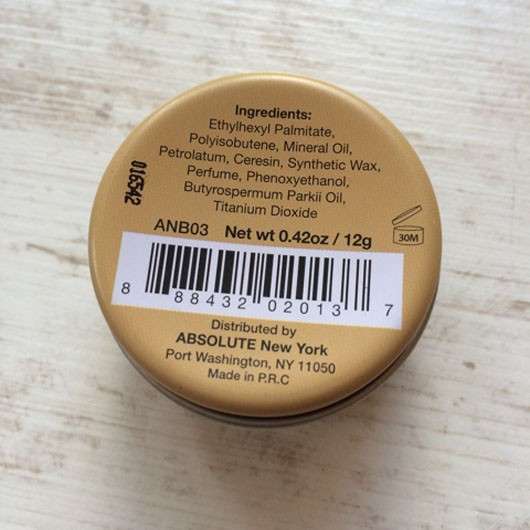 Ingredients:
Ethylhexyl Palmitate,
Polyisobutene, Mineral Oil,
Petrolatum, Ceresin, Synthetic Wax,
Perfume, Phenoxyethanol,
Butyrospermum Parkii Oil,
Titanium Dioxide
016542
ANB03 Net wt 0.42oz / 12g
30M
8 88432 02013 7
Distributed by
ABSOLUTE New York
Port Washington, NY 11050
Made in P.R.C